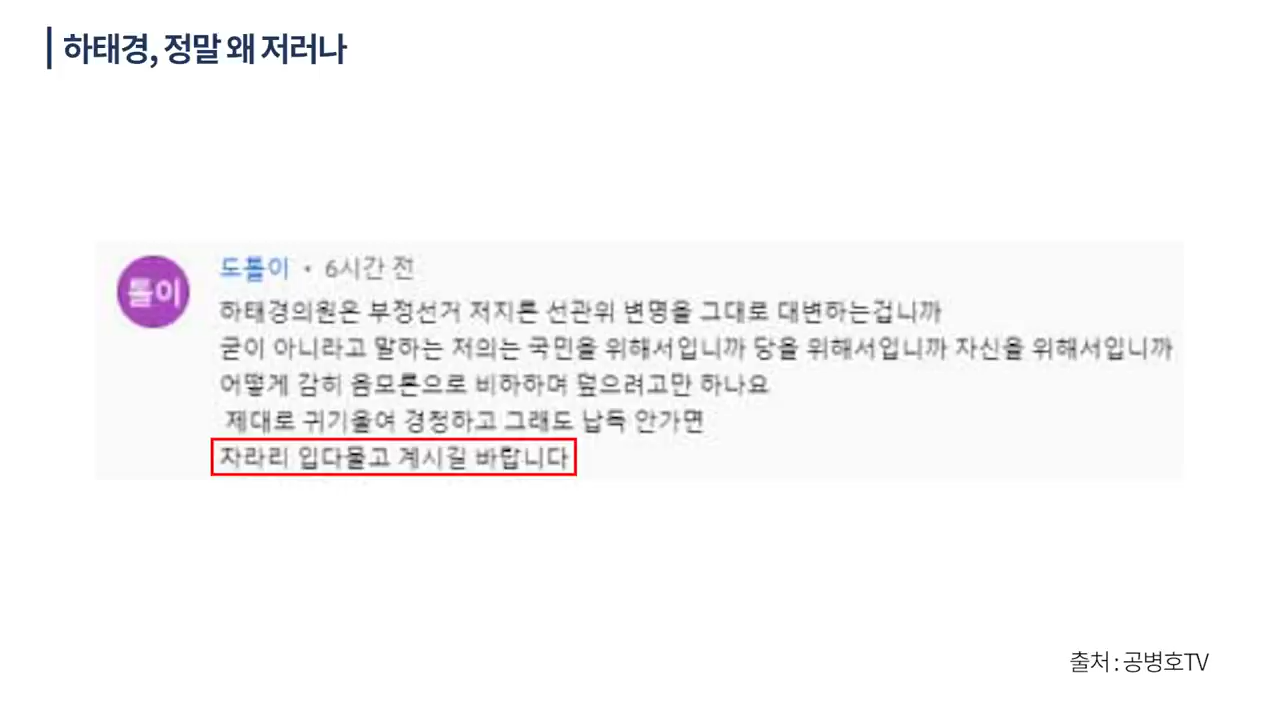 하태경, 정말 왜 저러나
톨이
도톨이 • 6시간 전
하태경의원은 부정선거 저지른 선관위 변명을 그대로 대변하는겁니까
굳이 아니라고 말하는 저의는 국민을 위해서입니까 당을 위해서입니까 자신을 위해서입니까
어떻게 감히 음모론으로 비하하며 덮으려고만 하나요
제대로 귀기울여 경청하고 그래도 납득 안가면
차라리 입다물고 계시길 바랍니다
출처 : 공병호TV